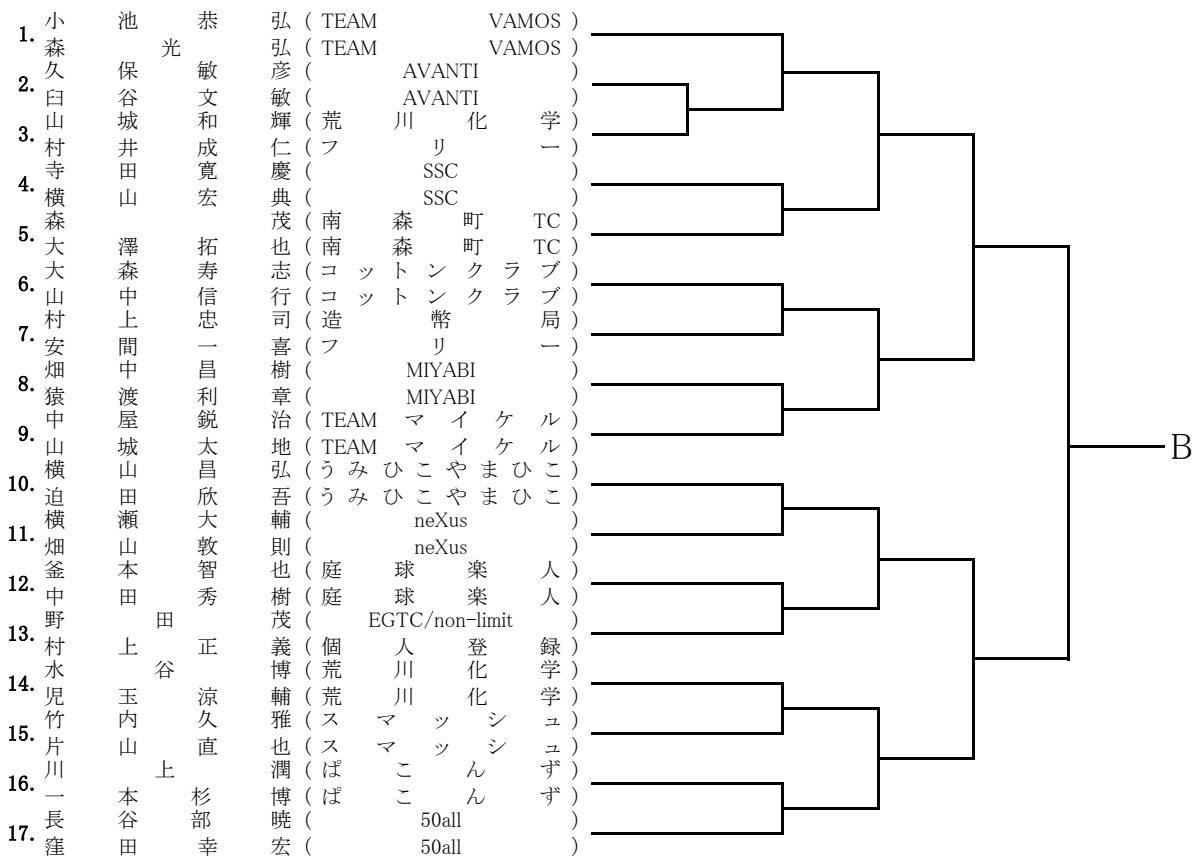 1. 小池恭弘 (TEAM VAMOS)
森光弘 (TEAM VAMOS)
2. 久保敏彦 (AVANTI)
臼谷文敏 (AVANTI)
3. 山城和輝 (荒川化学)
村井成仁 (フリー)
4. 寺田寛慶 (SSC)
横山宏典 (SSC)
5. 森茂 (南森町TC)
大澤拓也 (南森町TC)
6. 大森寿志 (コットンクラブ)
山中信行 (コットンクラブ)
7. 村上忠司 (造幣局)
安間一喜 (フリー)
8. 畑中昌樹 (MIYABI)
猿渡利章 (MIYABI)
9. 中屋鋭治 (TEAMマイケル)
山城太地 (TEAMマイケル)
B
10. 横山昌弘 (うみひこやまひこ)
迫田欣吾 (うみひこやまひこ)
11. 横瀬大輔 (neXus)
畑山敦則 (neXus)
12. 釜本智也 (庭球楽人)
中田秀樹 (庭球楽人)
13. 野田茂 (EGTC/non-limit)
村上正義 (個人登録)
14. 水谷博 (荒川化学)
児玉涼輔 (荒川化学)
15. 竹内久雅 (スマッシュ)
片山直也 (スマッシュ)
16. 川上潤 (ぱこんず)
一本杉博 (ぱこんず)
17. 長谷部暁 (50all)
窪田幸宏 (50all)